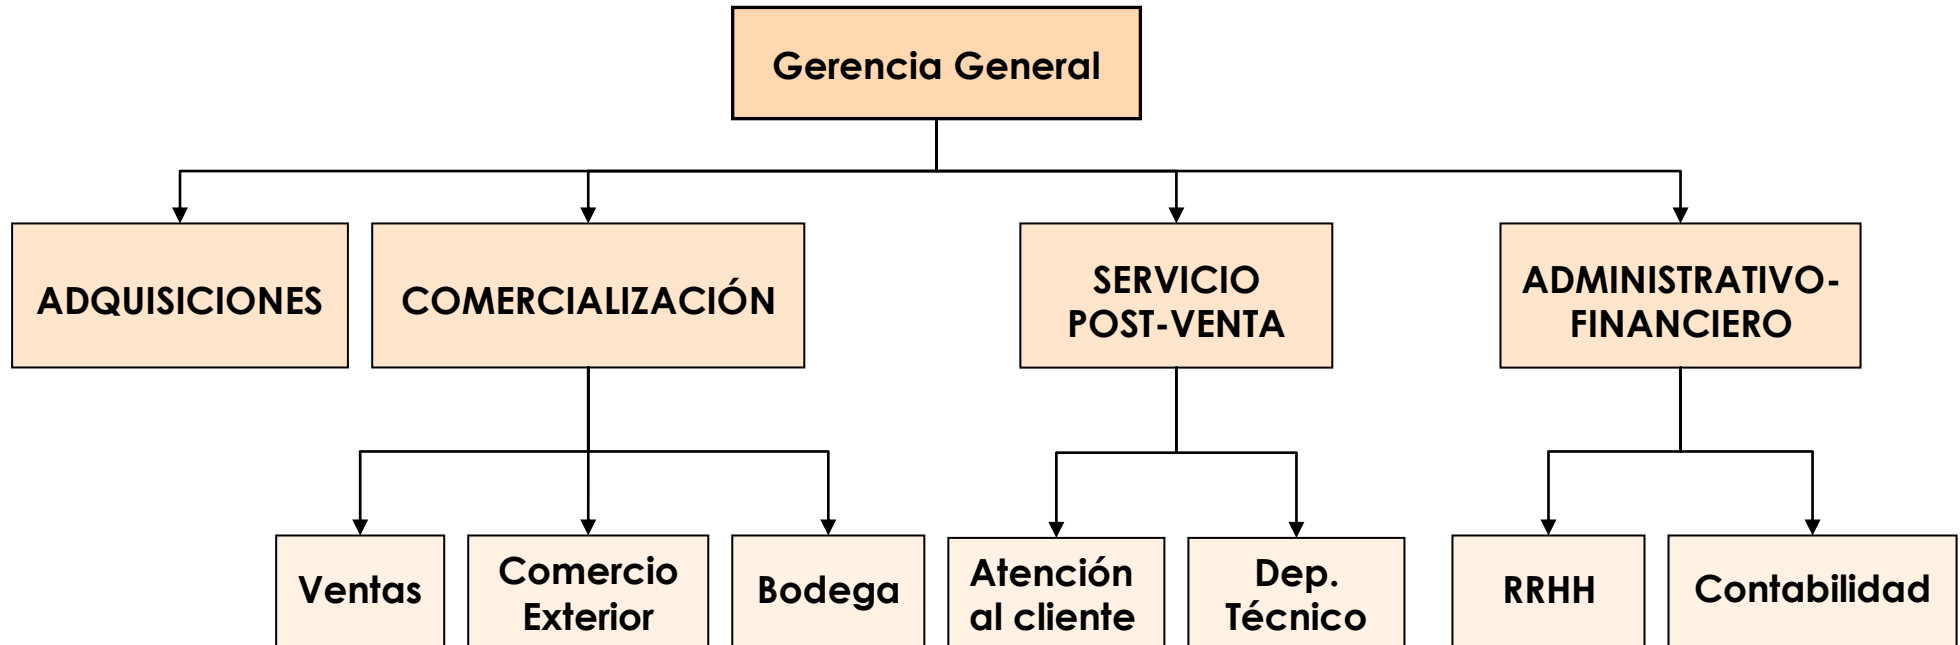 Gerencia General
ADQUISICIONES
COMERCIALIZACIÓN
SERVICIO
POST-VENTA
ADMINISTRATIVO-
FINANCIERO
Ventas
Comercio
Exterior
Bodega
Atención
al cliente
Dep.
Técnico
RRHH
Contabilidad